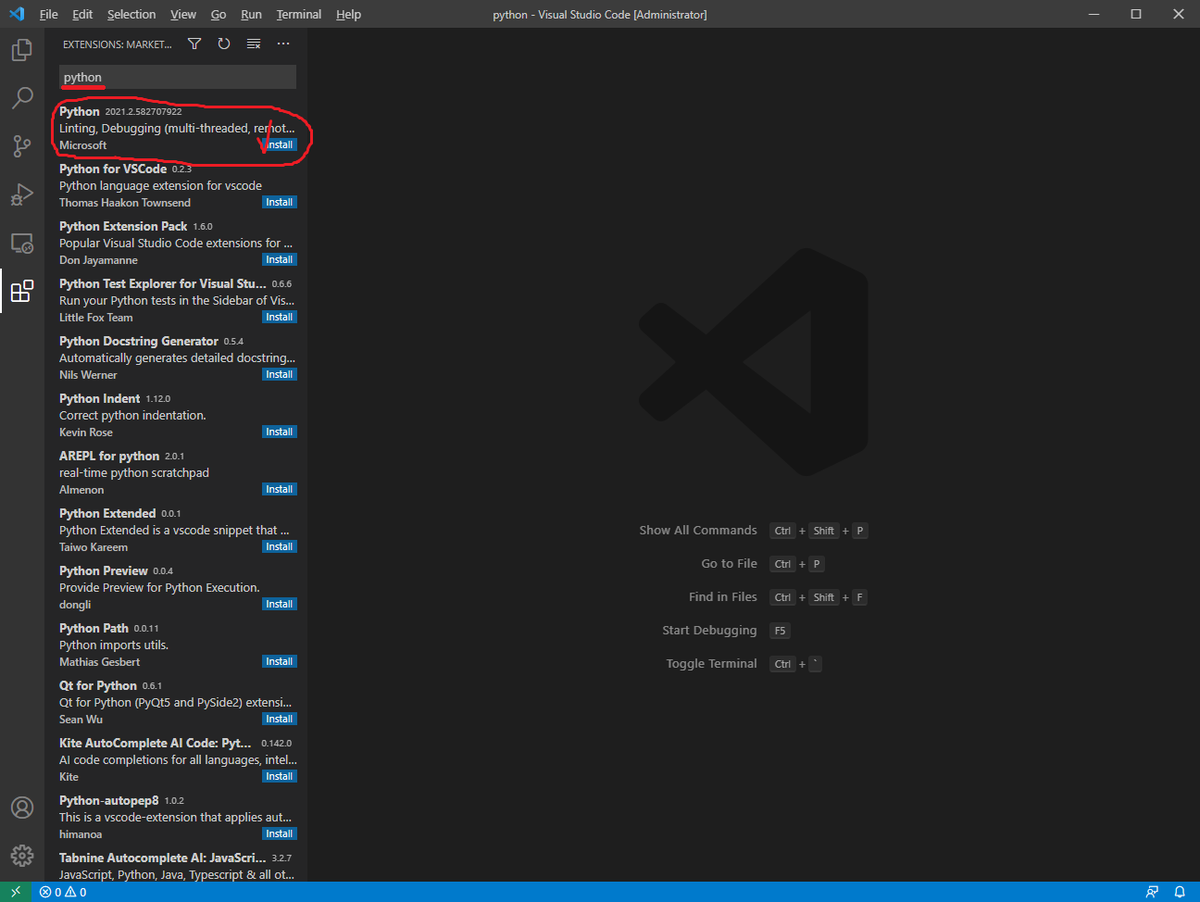 File Edit Selection View Go Run Terminal Help python - Visual Studio Code [Administrator]
EXTENSIONS: MARKET...
python
Python 2021.2.582707922
Linting, Debugging (multi-threaded, remot...
Microsoft Install
Python for VSCode 0.2.3
Python language extension for vscode
Thomas Haakon Townsend Install
Python Extension Pack 1.6.0
Popular Visual Studio Code extensions for ...
Don Jayamanne Install
Python Test Explorer for Visual Stu... 0.6.6
Run your Python tests in the Sidebar of Vis...
Little Fox Team Install
Python Docstring Generator 0.5.4
Automatically generates detailed docstring...
Nils Werner Install
Python Indent 1.12.0
Correct python indentation.
Kevin Rose Install
AREPL for python 2.0.1
real-time python scratchpad
Almenon Install
Python Extended 0.0.1
Python Extended is a vscode snippet that ...
Taiwo Kareem Install
Python Preview 0.0.4
Provide Preview for Python Execution.
dongli Install
Python Path 0.0.11
Python imports utils.
Mathias Gesbert Install
Qt for Python 0.6.1
Qt for Python (PyQt5 and PySide2) extensi...
Sean Wu Install
Kite AutoComplete AI Code: Pyt... 0.142.0
AI code completions for all languages, intel...
Kite Install
Python-autopep8 1.0.2
This is a vscode-extension that applies aut...
himanoa Install
Tabnine Autocomplete AI: JavaScri... 3.2.7
JavaScript, Python, Java, Typescript & all ot...
Show All Commands Ctrl + Shift + P
Go to File Ctrl + P
Find in Files Ctrl + Shift + F
Start Debugging F5
Toggle Terminal Ctrl + `
0 0